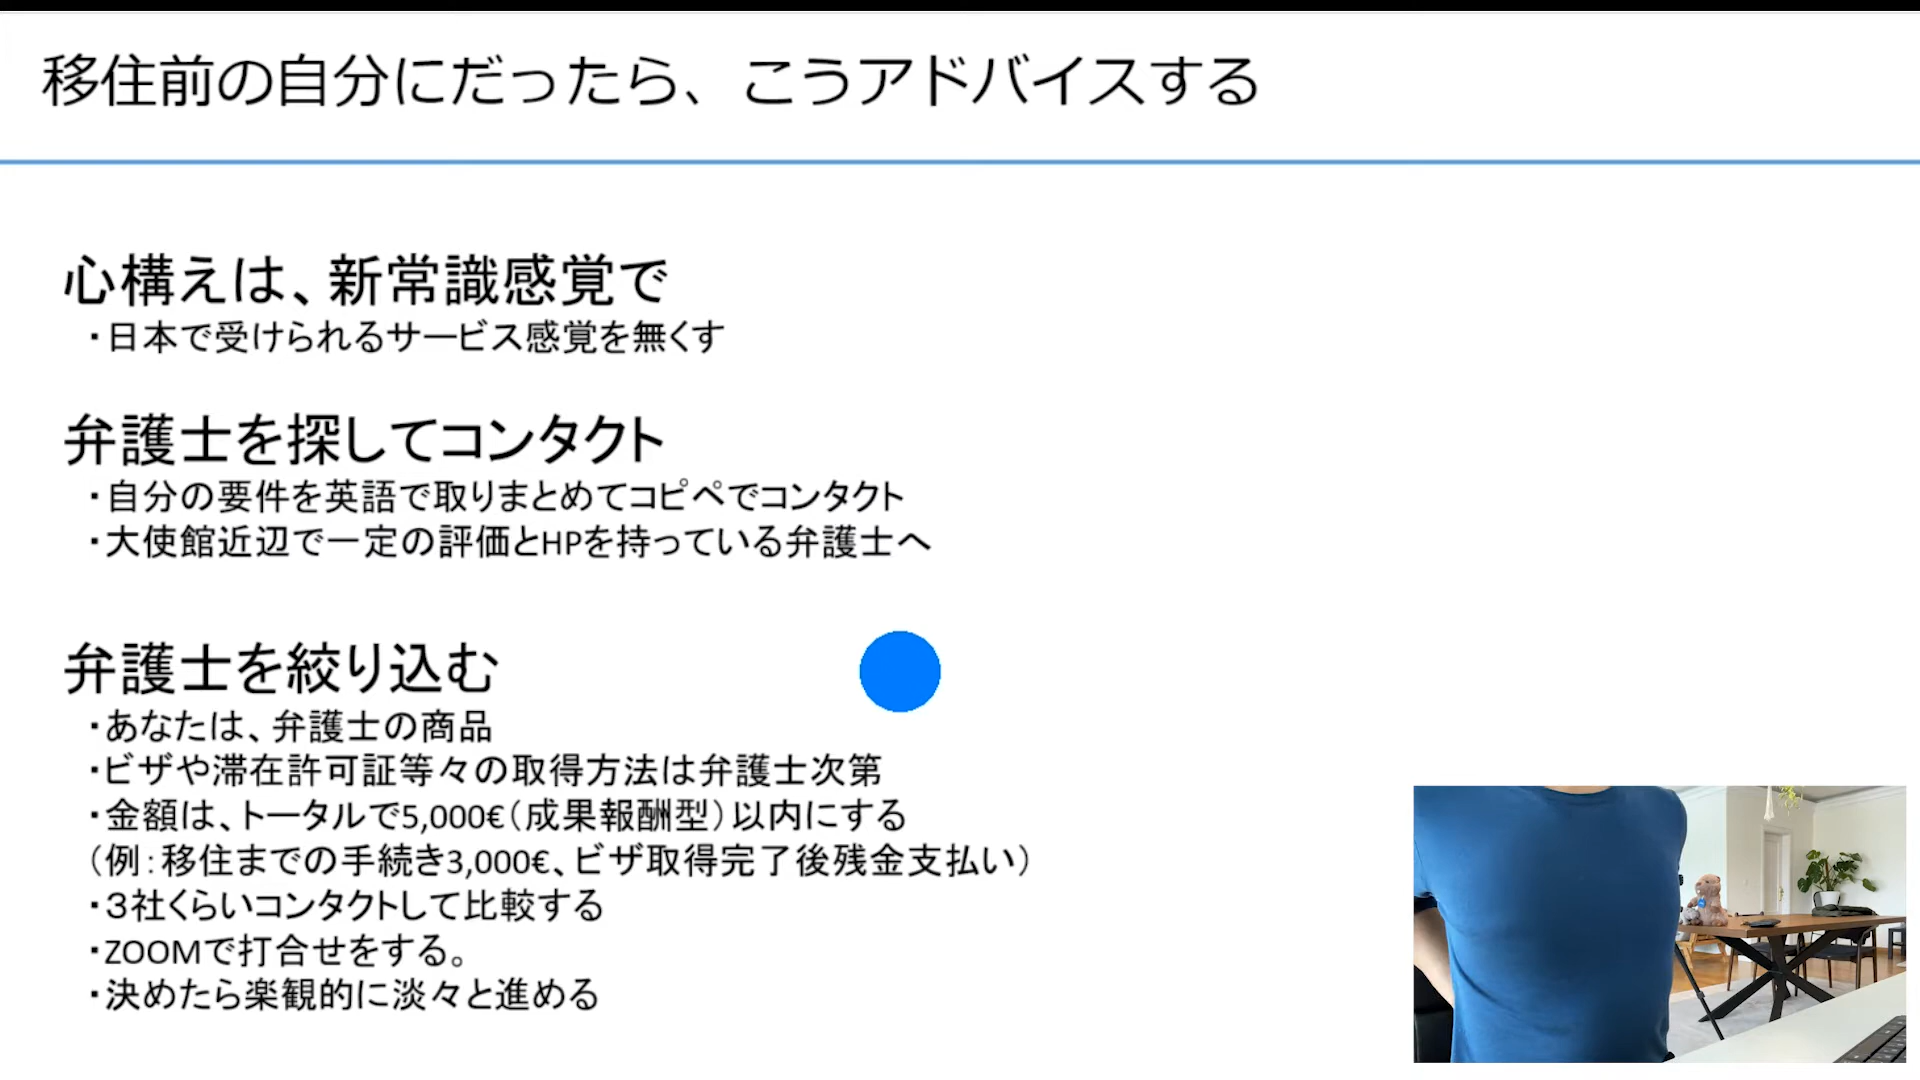 移住前の自分にだったら、こうアドバイスする
心構えは、新常識感覚で
・日本で受けられるサービス感覚を無くす
弁護士を探してコンタクト
・自分の要件を英語で取りまとめてコピペでコンタクト
・大使館近辺で一定の評価とHPを持っている弁護士へ
弁護士を絞り込む
・あなたは、弁護士の商品
・ビザや滞在許可証等々の取得方法は弁護士次第
・金額は、トータルで5,000€（成果報酬型）以内にする
（例：移住までの手続き3,000€、ビザ取得完了後残金支払い）
・３社くらいコンタクトして比較する
・ZOOMで打合せをする。
・決めたら楽観的に淡々と進める